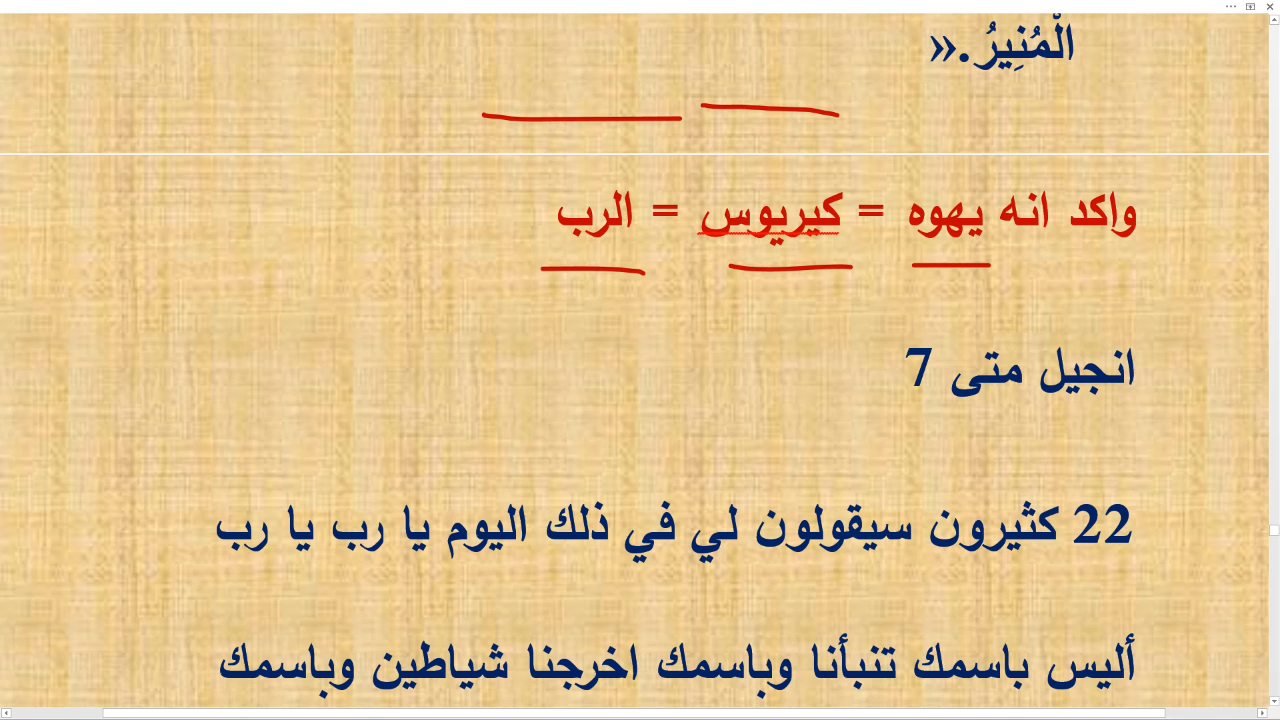 الْمُنِيرُ.»
واكد انه يهوه = كيريوس = الرب
انجيل متى 7
22 كثيرون سيقولون لي في ذلك اليوم يا رب يا رب
أليس باسمك تنبأنا وباسمك اخرجنا شياطين وباسمك